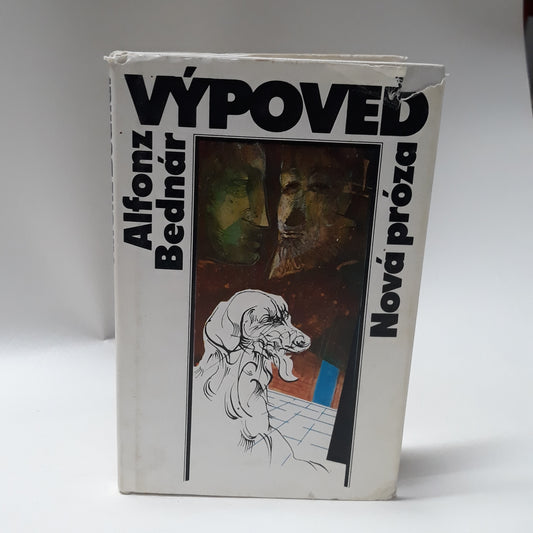 VÝPOVEĎ
Alfonz
Bednár
Nová próza